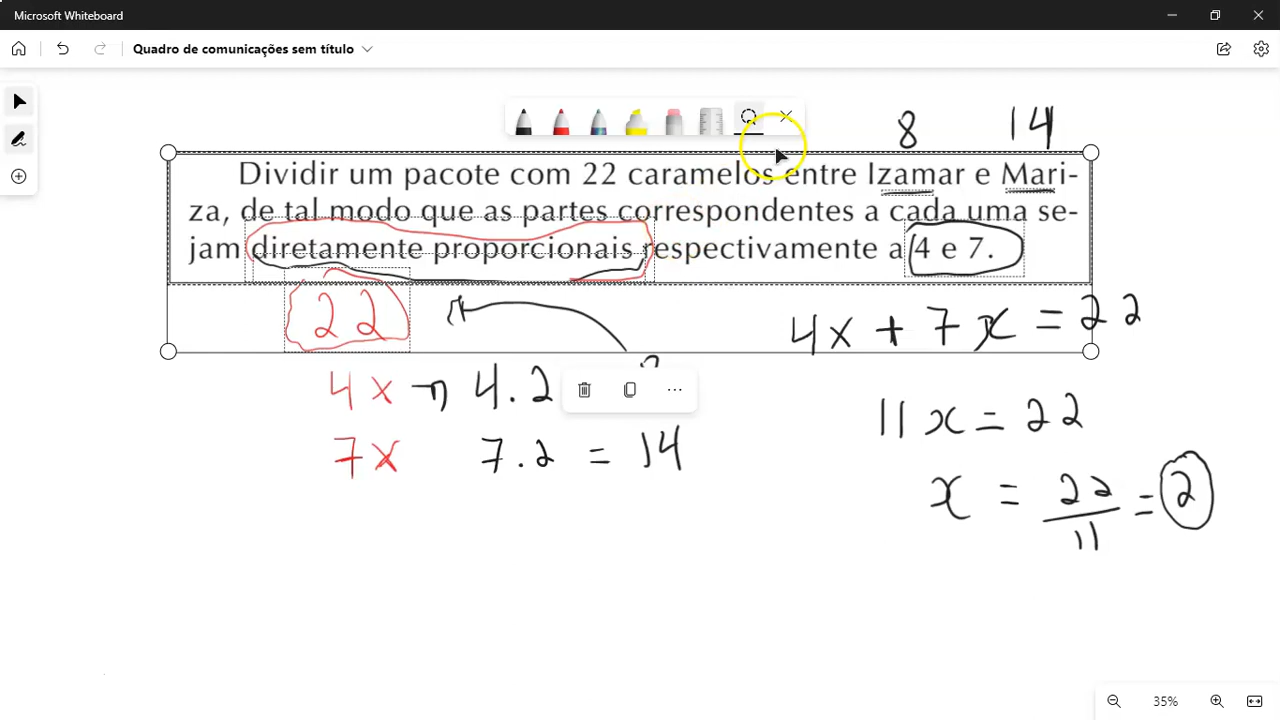 Microsoft Whiteboard
Quadro de comunicações sem título
8 14
Dividir um pacote com 22 caramelos entre Izamar e Mari-
za, de tal modo que as partes correspondentes a cada uma se-
jam diretamente proporcionais respectivamente a 4 e 7.
22
4x + 7x = 22
4x → 4.2
7x 7.2 = 14
11x = 22
x = 22/11 = 2
35%